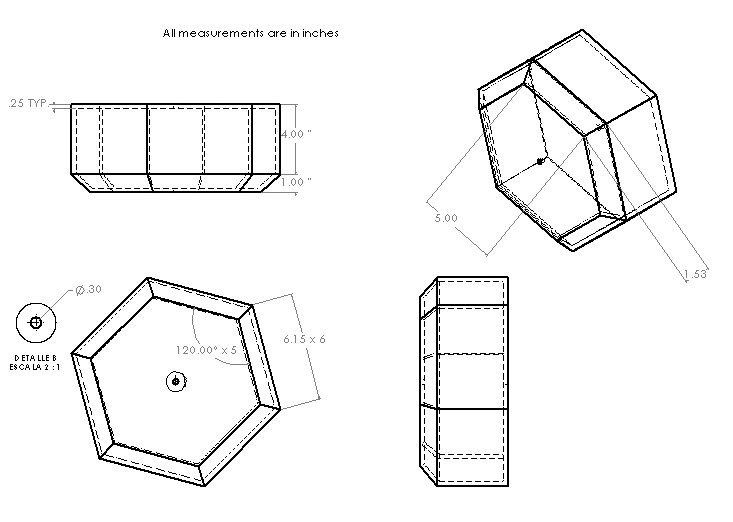 All measurements are in inches
.25 TYP
4.00 "
1.00 "
5.00
1.53
Ø.30
DETALLE B
ESCALA 2 : 1
120.00° x 5
6.15 x 6